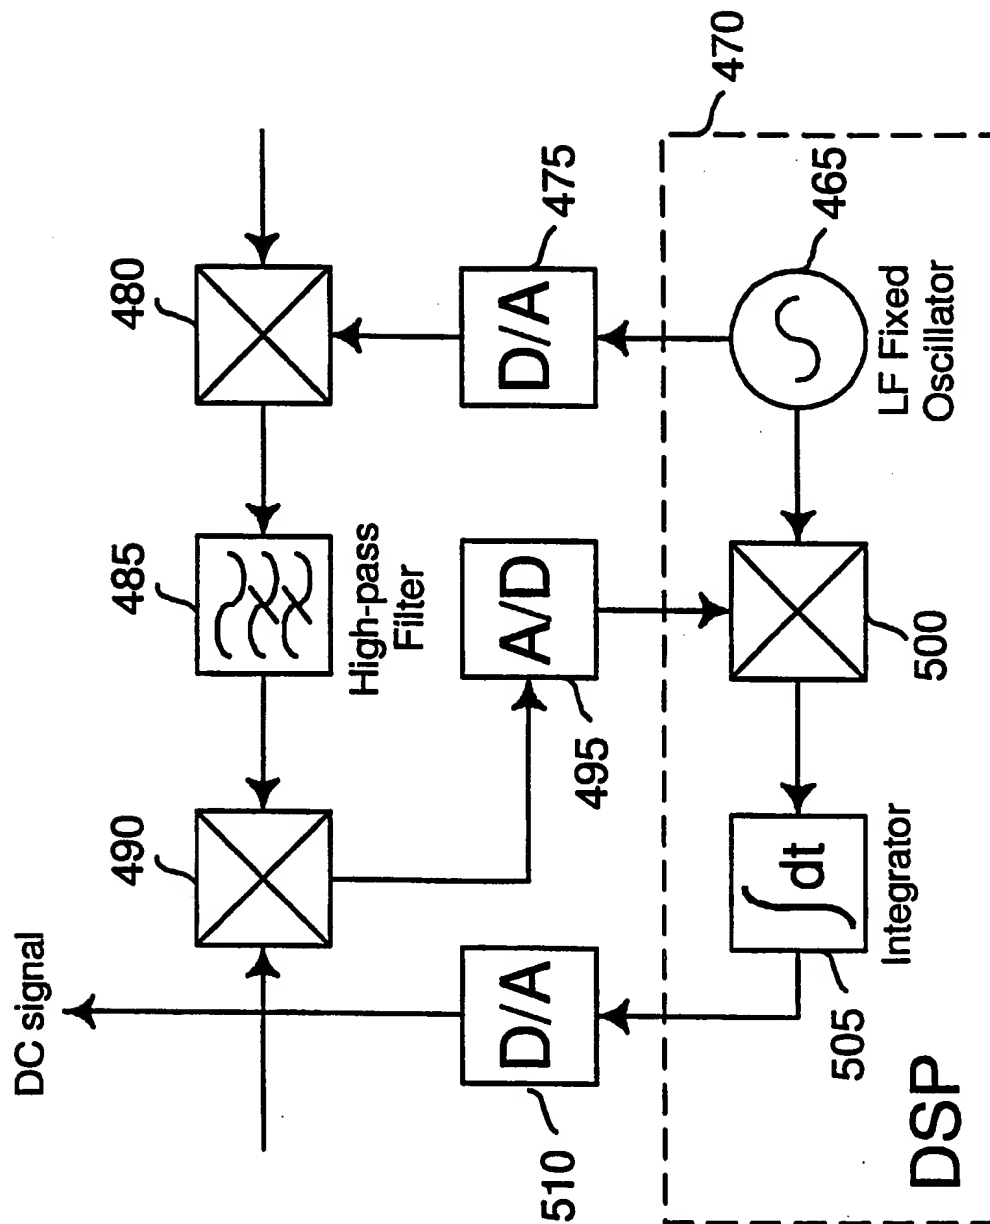 DC signal
490
485
480
High-pass
Filter
470
510
D/A
495
A/D
D/A
475
505
∫dt
Integrator
500
LF Fixed
Oscillator
465
DSP